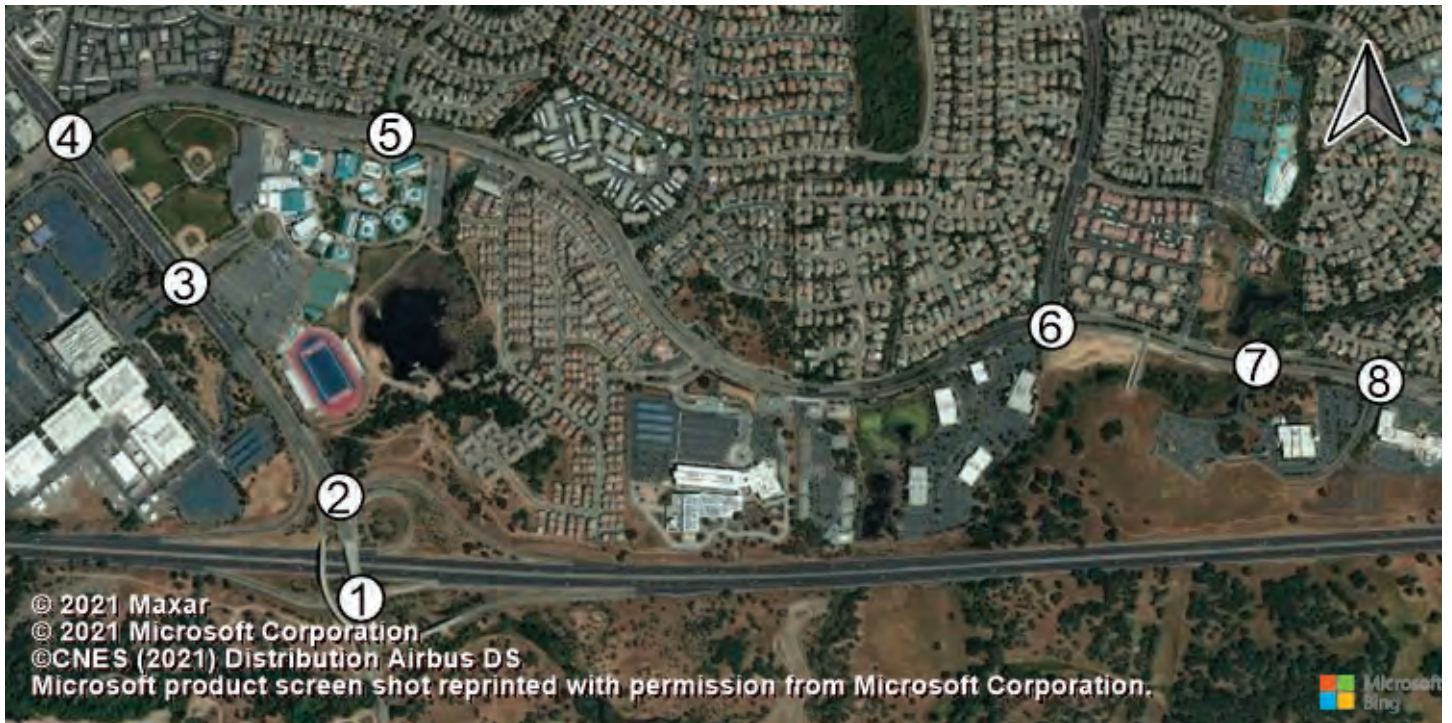 4
5
3
6
7
8
2
1
© 2021 Maxar
© 2021 Microsoft Corporation
©CNES (2021) Distribution Airbus DS
Microsoft product screen shot reprinted with permission from Microsoft Corporation.
Microsoft
Bing